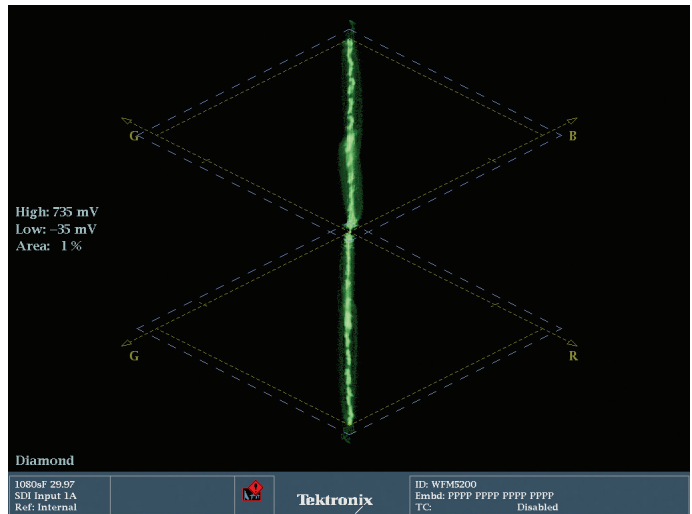 G
B
High: 735 mV
Low: −35 mV
Area: 1 %
G
R
Diamond
1080sF 29.97
SDI Input 1A
Ref: Internal
Tektronix
ID: WFM5200
Embd: PPPP PPPP PPPP PPPP
TC: Disabled